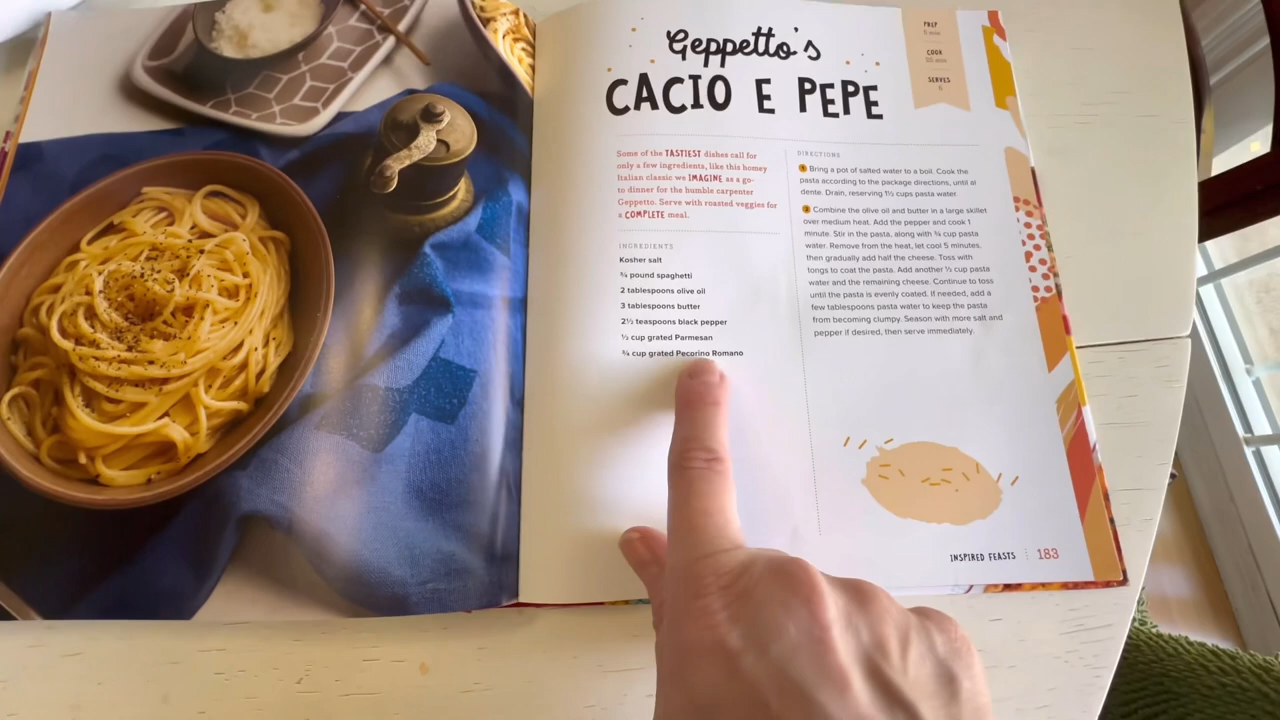 Geppetto's
CACIO E PEPE
PREP
5 min
COOK
25 min
SERVES
6
Some of the TASTIEST dishes call for
only a few ingredients, like this homey
Italian classic we IMAGINE as a go-
to dinner for the humble carpenter
Geppetto. Serve with roasted veggies for
a COMPLETE meal.
INGREDIENTS
Kosher salt
¾ pound spaghetti
2 tablespoons olive oil
3 tablespoons butter
2½ teaspoons black pepper
½ cup grated Parmesan
¾ cup grated Pecorino Romano
DIRECTIONS
1 Bring a pot of salted water to a boil. Cook the
pasta according to the package directions, until al
dente. Drain, reserving 1½ cups pasta water.
2 Combine the olive oil and butter in a large skillet
over medium heat. Add the pepper and cook 1
minute. Stir in the pasta, along with ¾ cup pasta
water. Remove from the heat, let cool 5 minutes,
then gradually add half the cheese. Toss with
tongs to coat the pasta. Add another ½ cup pasta
water and the remaining cheese. Continue to toss
until the pasta is evenly coated. If needed, add a
few tablespoons pasta water to keep the pasta
from becoming clumpy. Season with more salt and
pepper if desired, then serve immediately.
INSPIRED FEASTS 183